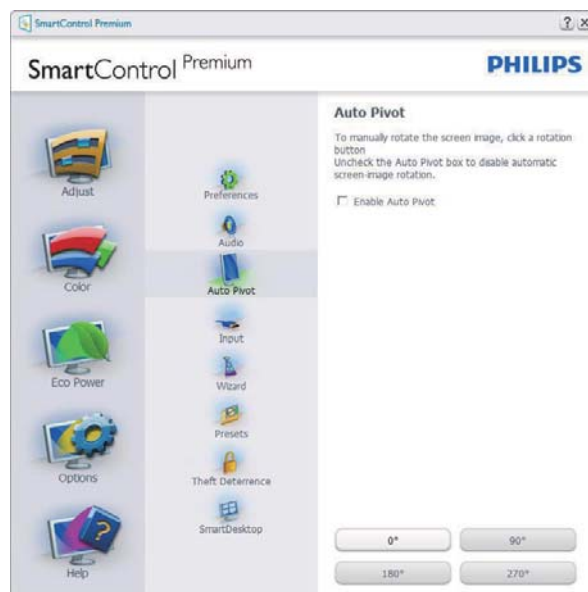 SmartControl Premium
SmartControl Premium
PHILIPS
Adjust
Color
Eco Power
Options
Help
Preferences
Audio
Auto Pivot
Input
Wizard
Presets
Theft Deterrence
SmartDesktop
Auto Pivot
To manually rotate the screen image, click a rotation
button
Uncheck the Auto Pivot box to disable automatic
screen-image rotation.
Enable Auto Pivot
0°
90°
180°
270°